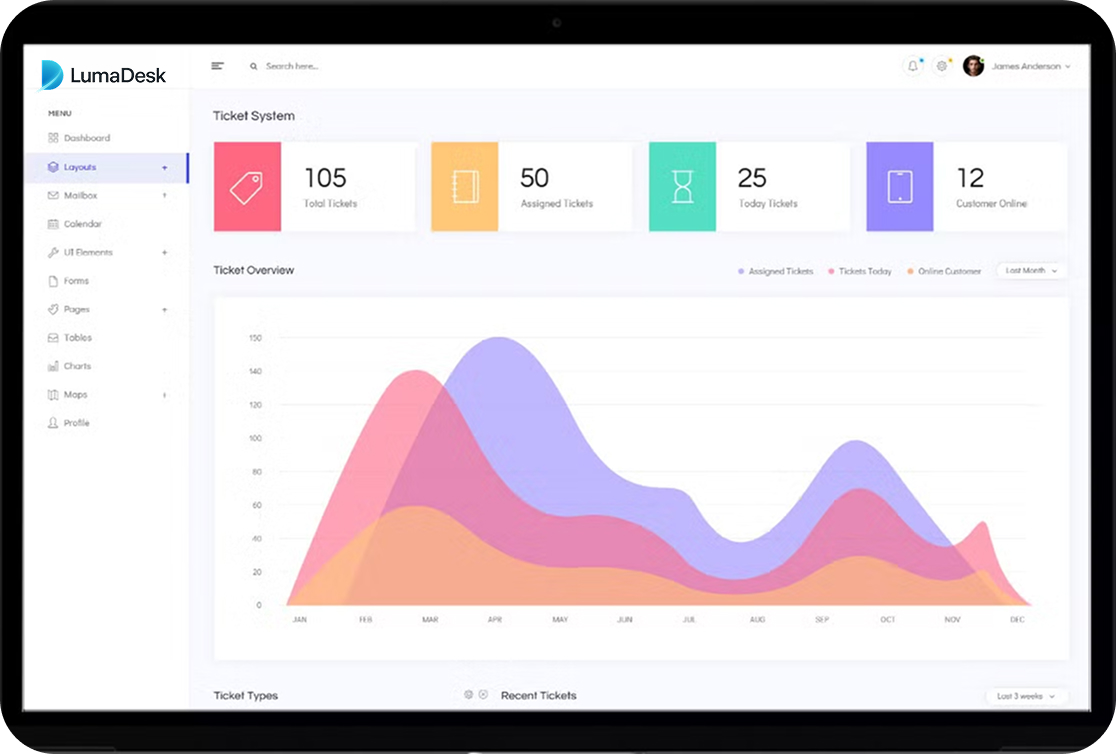 LumaDesk
Search here...
James Anderson
MENU
Dashboard
Layouts +
Mailbox
Calendar
UI Elements +
Forms
Pages +
Tables
Charts
Maps
Profile
Ticket System
105
Total Tickets
50
Assigned Tickets
25
Today Tickets
12
Customer Online
Ticket Overview
Assigned Tickets Tickets Today Online Customer Last Month
150
140
120
100
80
60
40
20
0
JAN FEB MAR APR MAY JUN JUL AUG SEP OCT NOV DEC
Ticket Types
Recent Tickets
Last 3 weeks